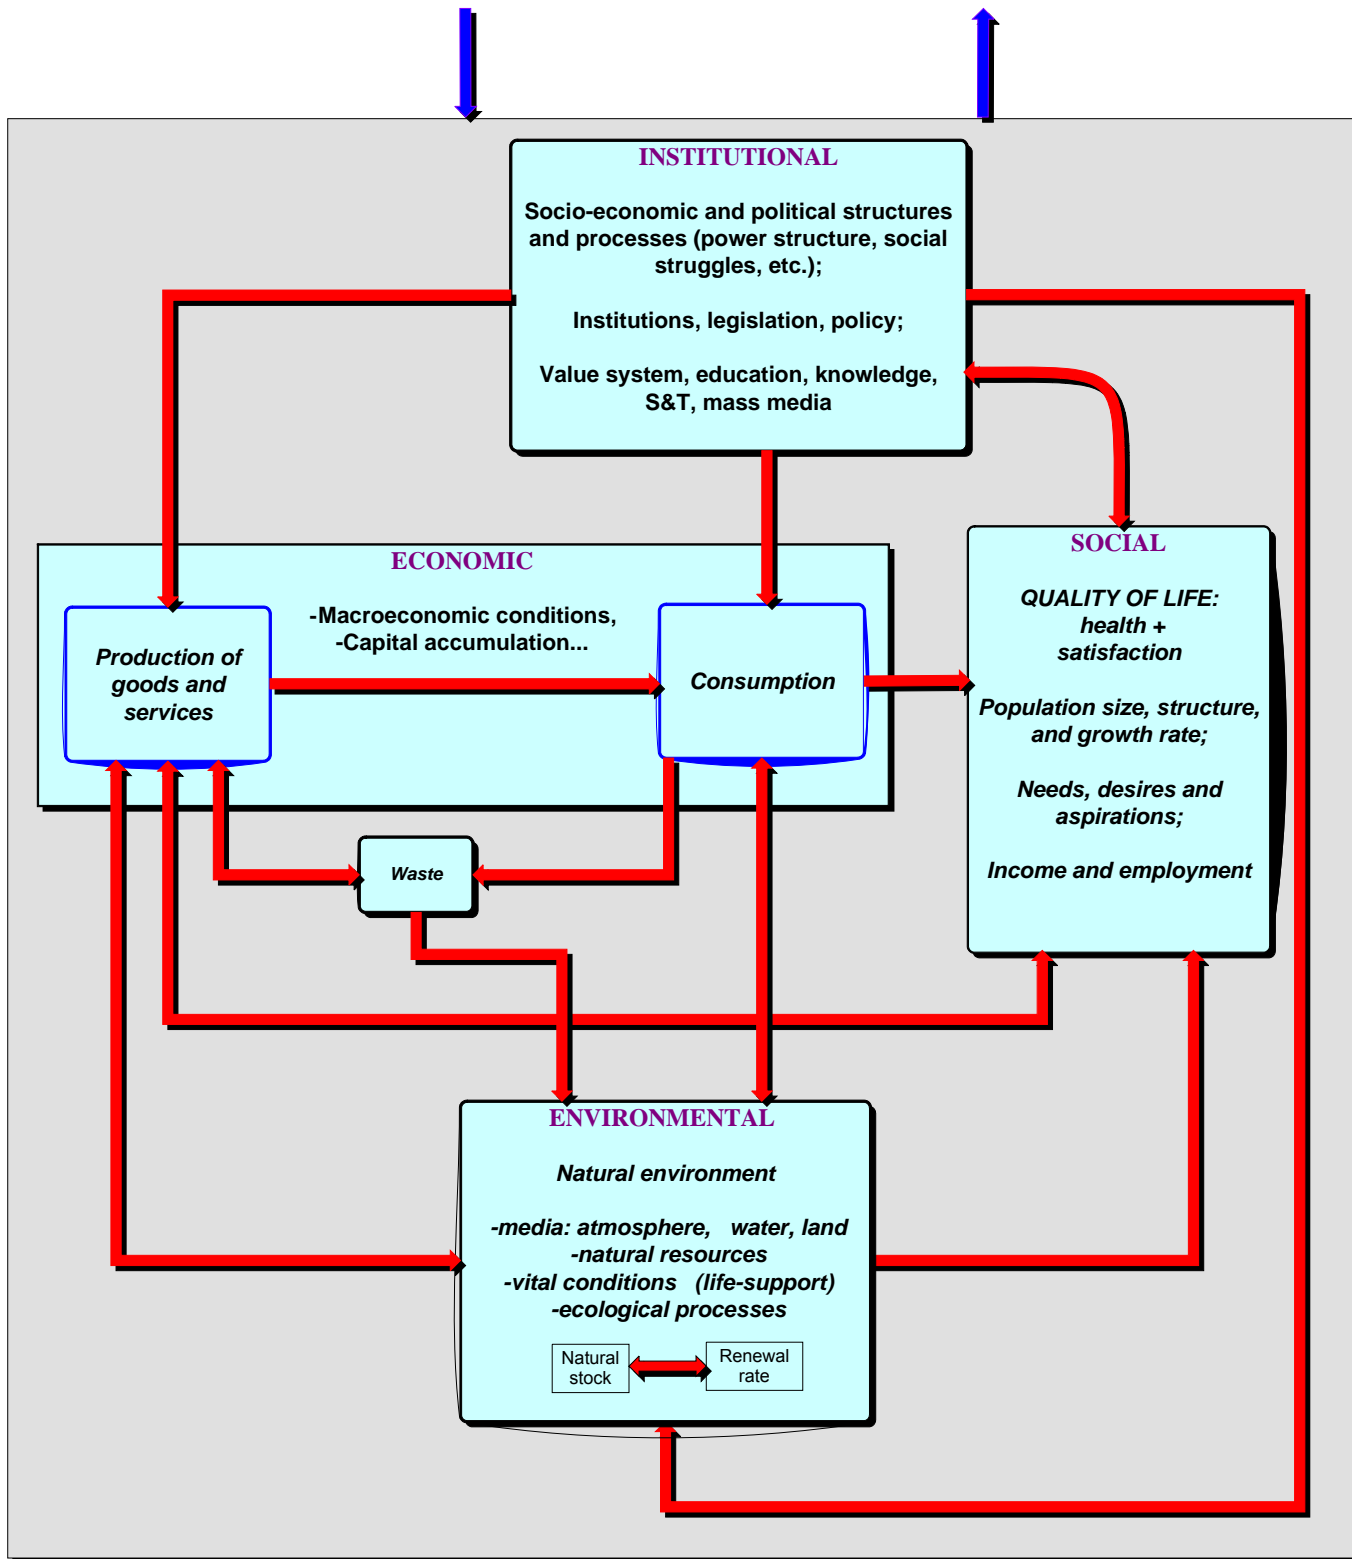 INSTITUTIONAL
Socio-economic and political structures
and processes (power structure, social
struggles, etc.);
Institutions, legislation, policy;
Value system, education, knowledge,
S&T, mass media
ECONOMIC
-Macroeconomic conditions,
-Capital accumulation...
Production of
goods and
services
Consumption
SOCIAL
QUALITY OF LIFE:
health +
satisfaction
Population size, structure,
and growth rate;
Needs, desires and
aspirations;
Income and employment
Waste
ENVIRONMENTAL
Natural environment
-media: atmosphere, water, land
-natural resources
-vital conditions (life-support)
-ecological processes
Natural
stock
Renewal
rate